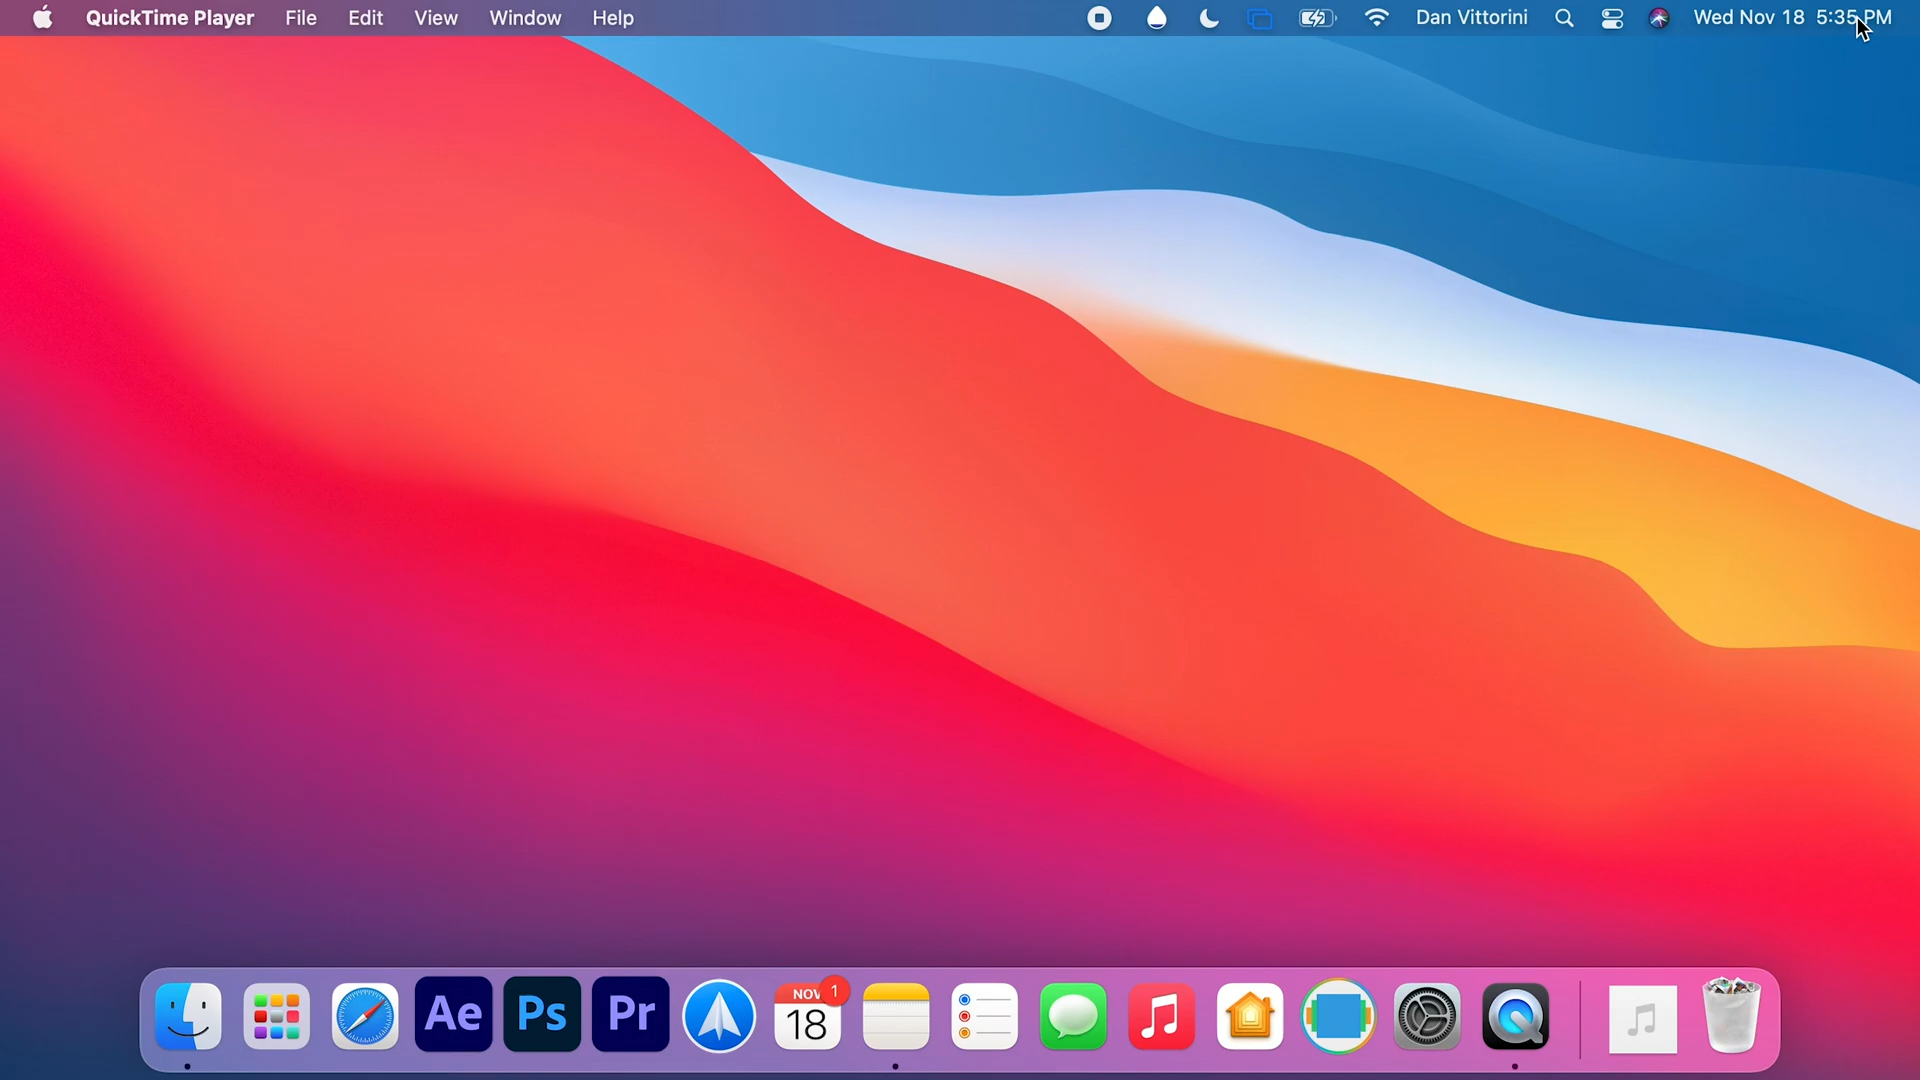 QuickTime Player File Edit View Window Help Dan Vittorini Wed Nov 18 5:35 PM
Ae Ps Pr NOV 1
18